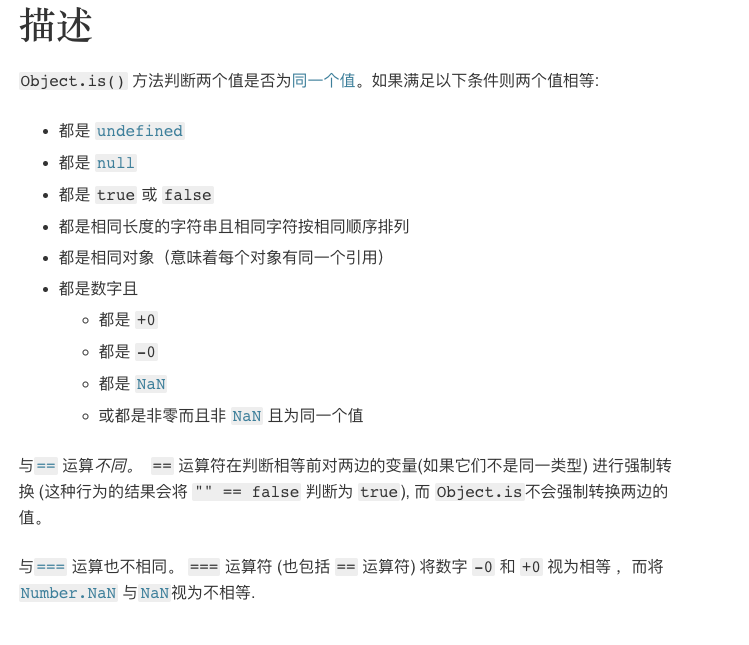 描述
Object.is() 方法判断两个值是否为同一个值。如果满足以下条件则两个值相等:
都是 undefined
都是 null
都是 true 或 false
都是相同长度的字符串且相同字符按相同顺序排列
都是相同对象（意味着每个对象有同一个引用）
都是数字且
都是 +0
都是 -0
都是 NaN
或都是非零而且非 NaN 且为同一个值
与== 运算不同。 == 运算符在判断相等前对两边的变量(如果它们不是同一类型) 进行强制转
换 (这种行为的结果会将 "" == false 判断为 true), 而 Object.is不会强制转换两边的
值。
与=== 运算也不相同。 === 运算符 (也包括 == 运算符) 将数字 -0 和 +0 视为相等 ，而将
Number.NaN 与NaN视为不相等.